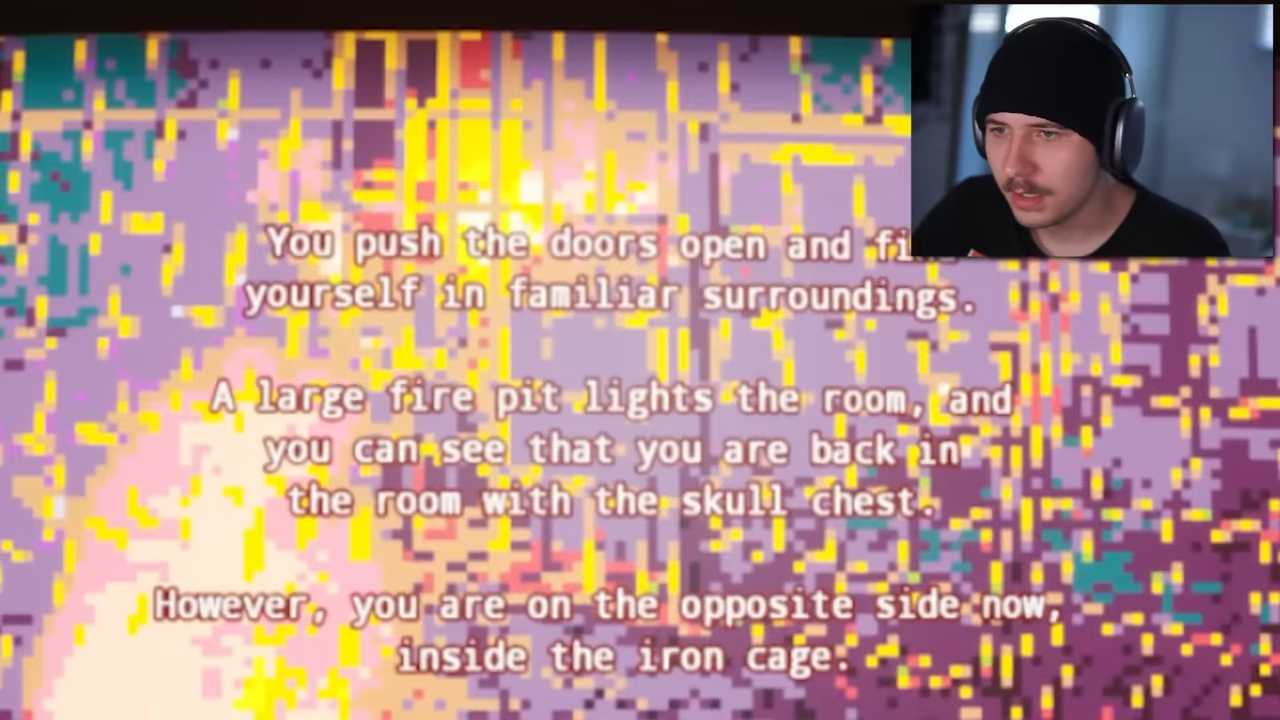 You push the doors open and
yourself in familiar surroundings.
A large fire pit lights the room, and
you can see that you are back in
the room with the skull chest.
However, you are on the opposite side now,
inside the iron cage.